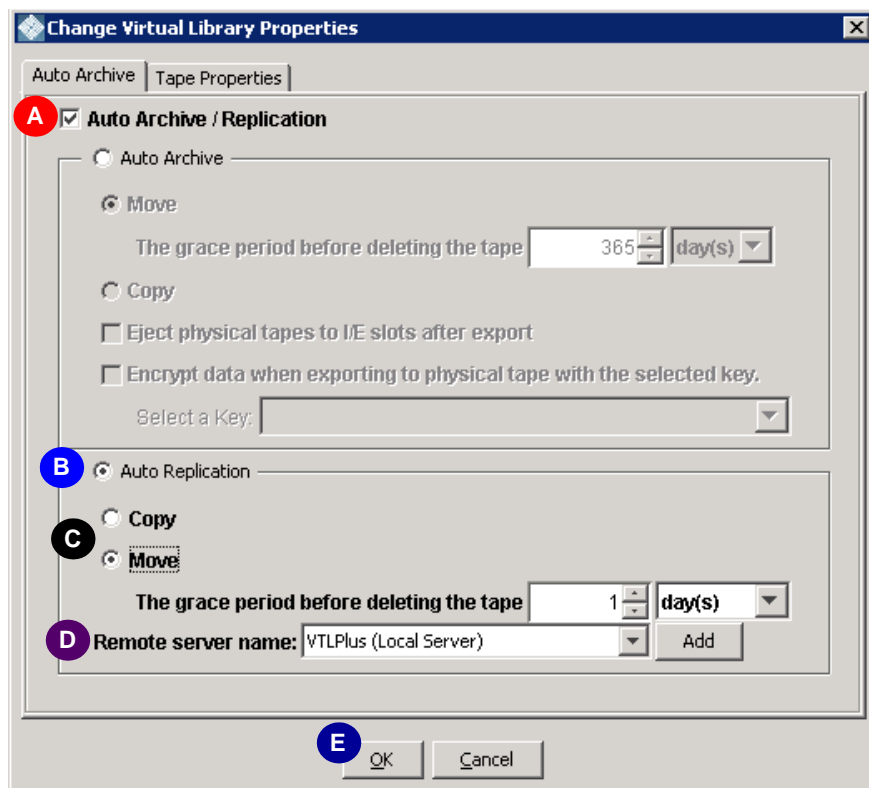 Change Virtual Library Properties
Auto Archive Tape Properties
A Auto Archive / Replication
Auto Archive
Move
The grace period before deleting the tape 365 day(s)
Copy
Eject physical tapes to I/E slots after export
Encrypt data when exporting to physical tape with the selected key.
Select a Key:
B Auto Replication
Copy
C
Move
The grace period before deleting the tape 1 day(s)
D Remote server name: VTLPlus (Local Server) Add
E OK Cancel